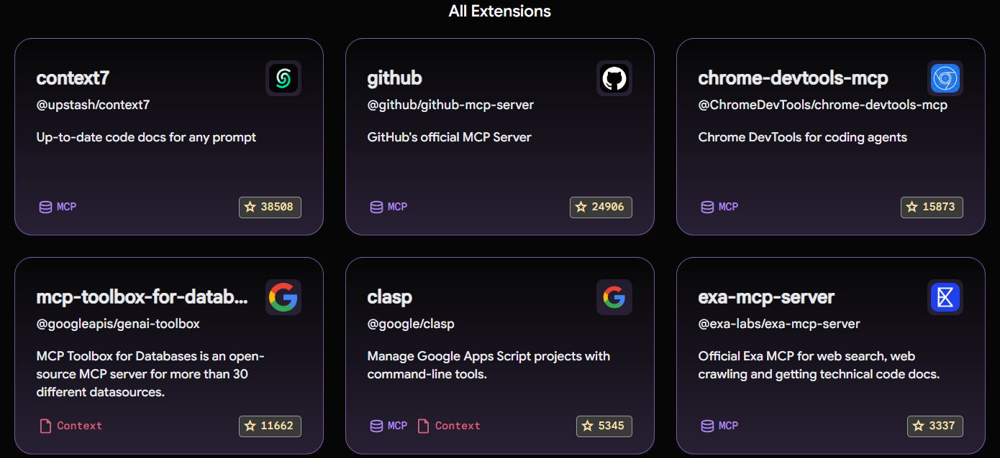 All Extensions
context7
@upstash/context7
Up-to-date code docs for any prompt
MCP
38508
github
@github/github-mcp-server
GitHub's official MCP Server
MCP
24906
chrome-devtools-mcp
@ChromeDevTools/chrome-devtools-mcp
Chrome DevTools for coding agents
MCP
15873
mcp-toolbox-for-datab...
@googleapis/genai-toolbox
MCP Toolbox for Databases is an open-
source MCP server for more than 30
different datasources.
Context
11662
clasp
@google/clasp
Manage Google Apps Script projects with
command-line tools.
MCP Context
5345
exa-mcp-server
@exa-labs/exa-mcp-server
Official Exa MCP for web search, web
crawling and getting technical code docs.
MCP
3337